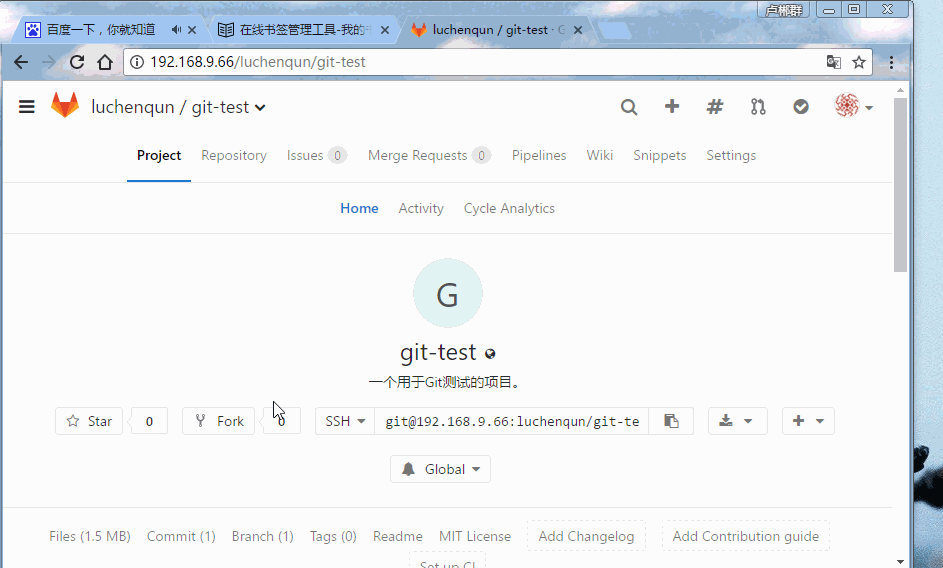 卢郴群
百度一下，你就知道
在线书签管理工具-我的
luchenqun / git-test · G
192.168.9.66/luchenqun/git-test
luchenqun / git-test
Project Repository Issues 0 Merge Requests 0 Pipelines Wiki Snippets Settings
Home Activity Cycle Analytics
G
git-test
一个用于Git测试的项目。
Star 0 Fork 0 SSH git@192.168.9.66:luchenqun/git-te
Global
Files (1.5 MB) Commit (1) Branch (1) Tags (0) Readme MIT License Add Changelog Add Contribution guide
Set up CI